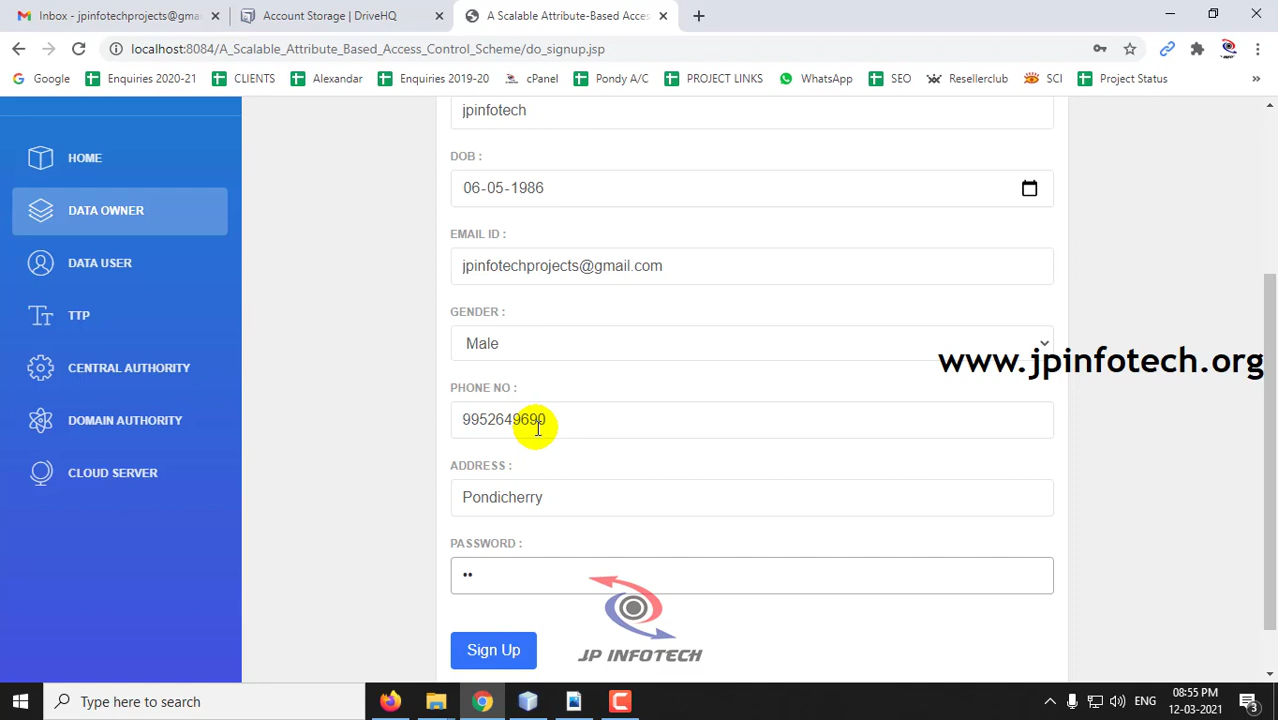 Inbox - jpinfotechprojects@gma
Account Storage | DriveHQ
A Scalable Attribute-Based Acces
localhost:8084/A_Scalable_Attribute_Based_Access_Control_Scheme/do_signup.jsp
Google
Enquiries 2020-21
CLIENTS
Alexandar
Enquiries 2019-20
cPanel
Pondy A/C
PROJECT LINKS
WhatsApp
SEO
Resellerclub
SCI
Project Status
»
HOME
DATA OWNER
DATA USER
TTP
CENTRAL AUTHORITY
DOMAIN AUTHORITY
CLOUD SERVER
jpinfotech
DOB :
06-05-1986
EMAIL ID :
jpinfotechprojects@gmail.com
GENDER :
Male
www.jpinfotech.org
PHONE NO :
9952649690
ADDRESS :
Pondicherry
PASSWORD :
••
Sign Up
JP INFOTECH
Type here to search
ENG
08:55 PM
12-03-2021
3